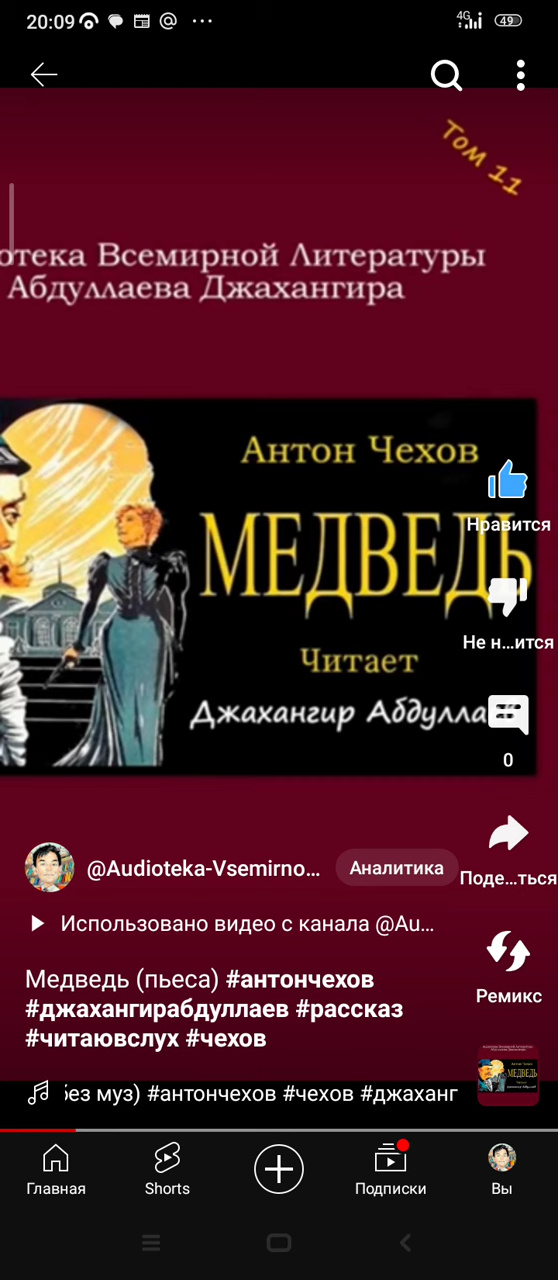 20:09
4G
49
Том 11
отека Всемирной Литературы
Абдуллаева Джахангира
Антон Чехов
МЕДВЕДЬ
Читает
Джахангир Абдулла
Нравится
Не н...ится
0
@Audioteka-Vsemirno...
Аналитика
Поде...ться
Использовано видео с канала @Au...
Ремикс
Медведь (пьеса) #антончехов
#джахангирабдуллаев #рассказ
#читаювслух #чехов
без муз) #антончехов #чехов #джаханг
Главная
Shorts
Подписки
Вы